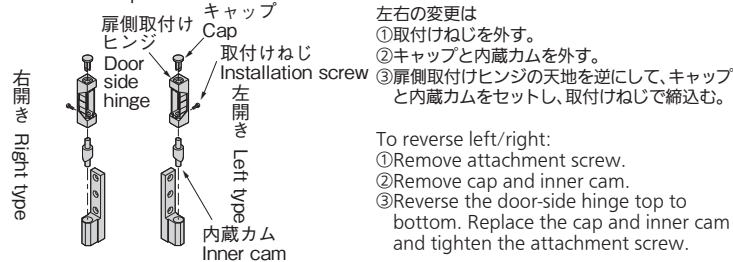 キャップ
Cap
扉側取付け
ヒンジ
Door
side
hinge
取付けねじ
Installation screw
右開き Right type
左開き Left type
内蔵カム
Inner cam
左右の変更は
①取付けねじを外す。
②キャップと内蔵カムを外す。
③扉側取付けヒンジの天地を逆にして、キャップ
と内蔵カムをセットし、取付けねじで締込む。
To reverse left/right:
①Remove attachment screw.
②Remove cap and inner cam.
③Reverse the door-side hinge top to
bottom. Replace the cap and inner cam
and tighten the attachment screw.